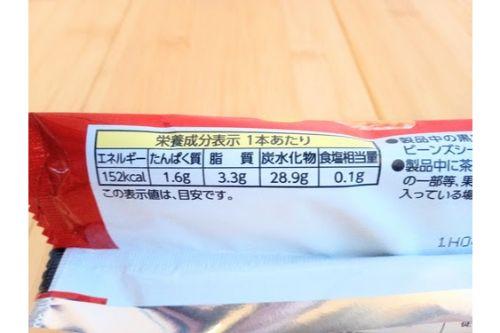 栄養成分表示 1本あたり
エネルギー たんぱく質 脂 質 炭水化物 食塩相当量
152kcal 1.6g 3.3g 28.9g 0.1g
この表示値は、目安です。
●製品中の黒
ビーンズシー
●製品中に茶
の一部等、果
入っている場
1H0